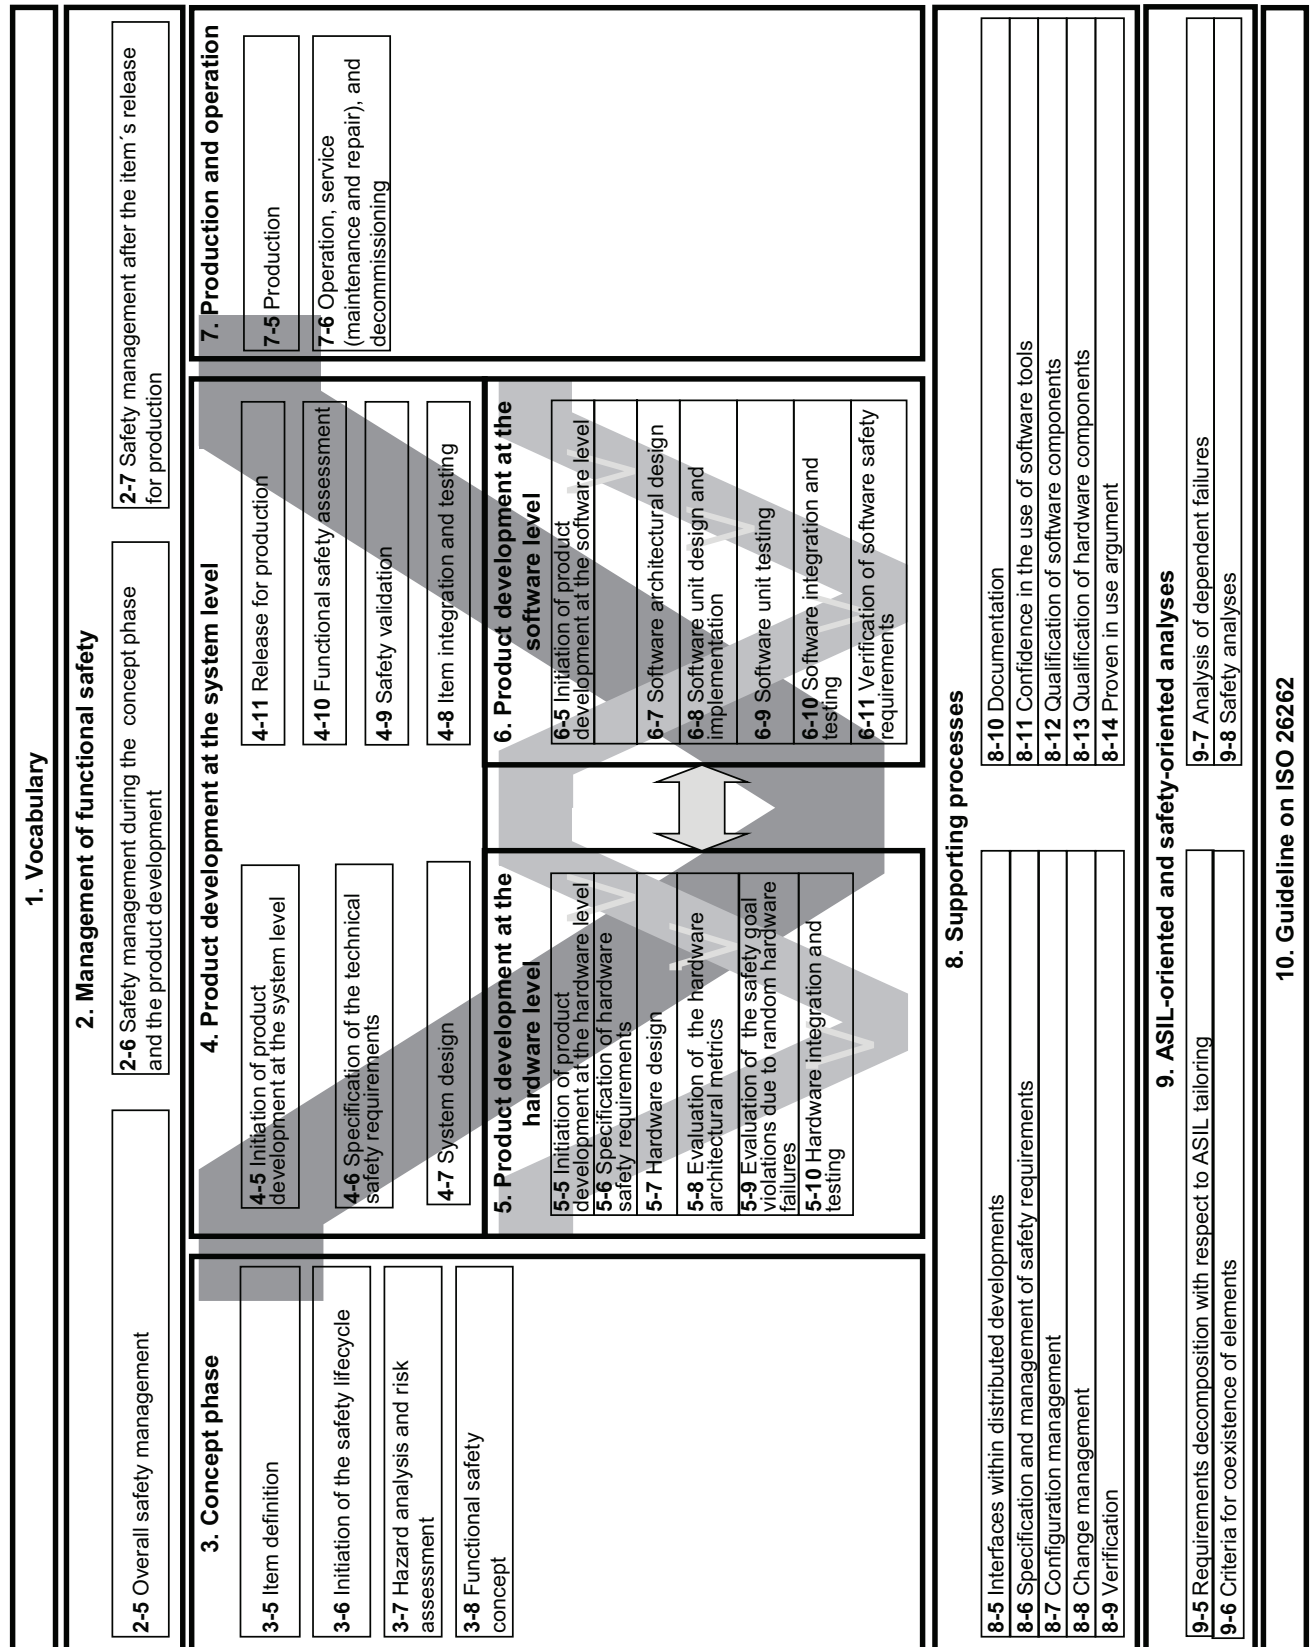 1. Vocabulary
2. Management of functional safety
2-5 Overall safety management
2-6 Safety management during the concept phase
and the product development
2-7 Safety management after the item´s release
for production
3. Concept phase
3-5 Item definition
3-6 Initiation of the safety lifecycle
3-7 Hazard analysis and risk
assessment
3-8 Functional safety
concept
4. Product development at the system level
4-5 Initiation of product
development at the system level
4-6 Specification of the technical
safety requirements
4-7 System design
4-11 Release for production
4-10 Functional safety assessment
4-9 Safety validation
4-8 Item integration and testing
5. Product development at the
hardware level
5-5 Initiation of product
development at the hardware level
5-6 Specification of hardware
safety requirements
5-7 Hardware design
5-8 Evaluation of the hardware
architectural metrics
5-9 Evaluation of the safety goal
violations due to random hardware
failures
5-10 Hardware integration and
testing
6. Product development at the
software level
6-5 Initiation of product
development at the software level
6-7 Software architectural design
6-8 Software unit design and
implementation
6-9 Software unit testing
6-10 Software integration and
testing
6-11 Verification of software safety
requirements
7. Production and operation
7-5 Production
7-6 Operation, service
(maintenance and repair), and
decommissioning
8. Supporting processes
8-5 Interfaces within distributed developments
8-6 Specification and management of safety requirements
8-7 Configuration management
8-8 Change management
8-9 Verification
8-10 Documentation
8-11 Confidence in the use of software tools
8-12 Qualification of software components
8-13 Qualification of hardware components
8-14 Proven in use argument
9. ASIL-oriented and safety-oriented analyses
9-5 Requirements decomposition with respect to ASIL tailoring
9-6 Criteria for coexistence of elements
9-7 Analysis of dependent failures
9-8 Safety analyses
10. Guideline on ISO 26262